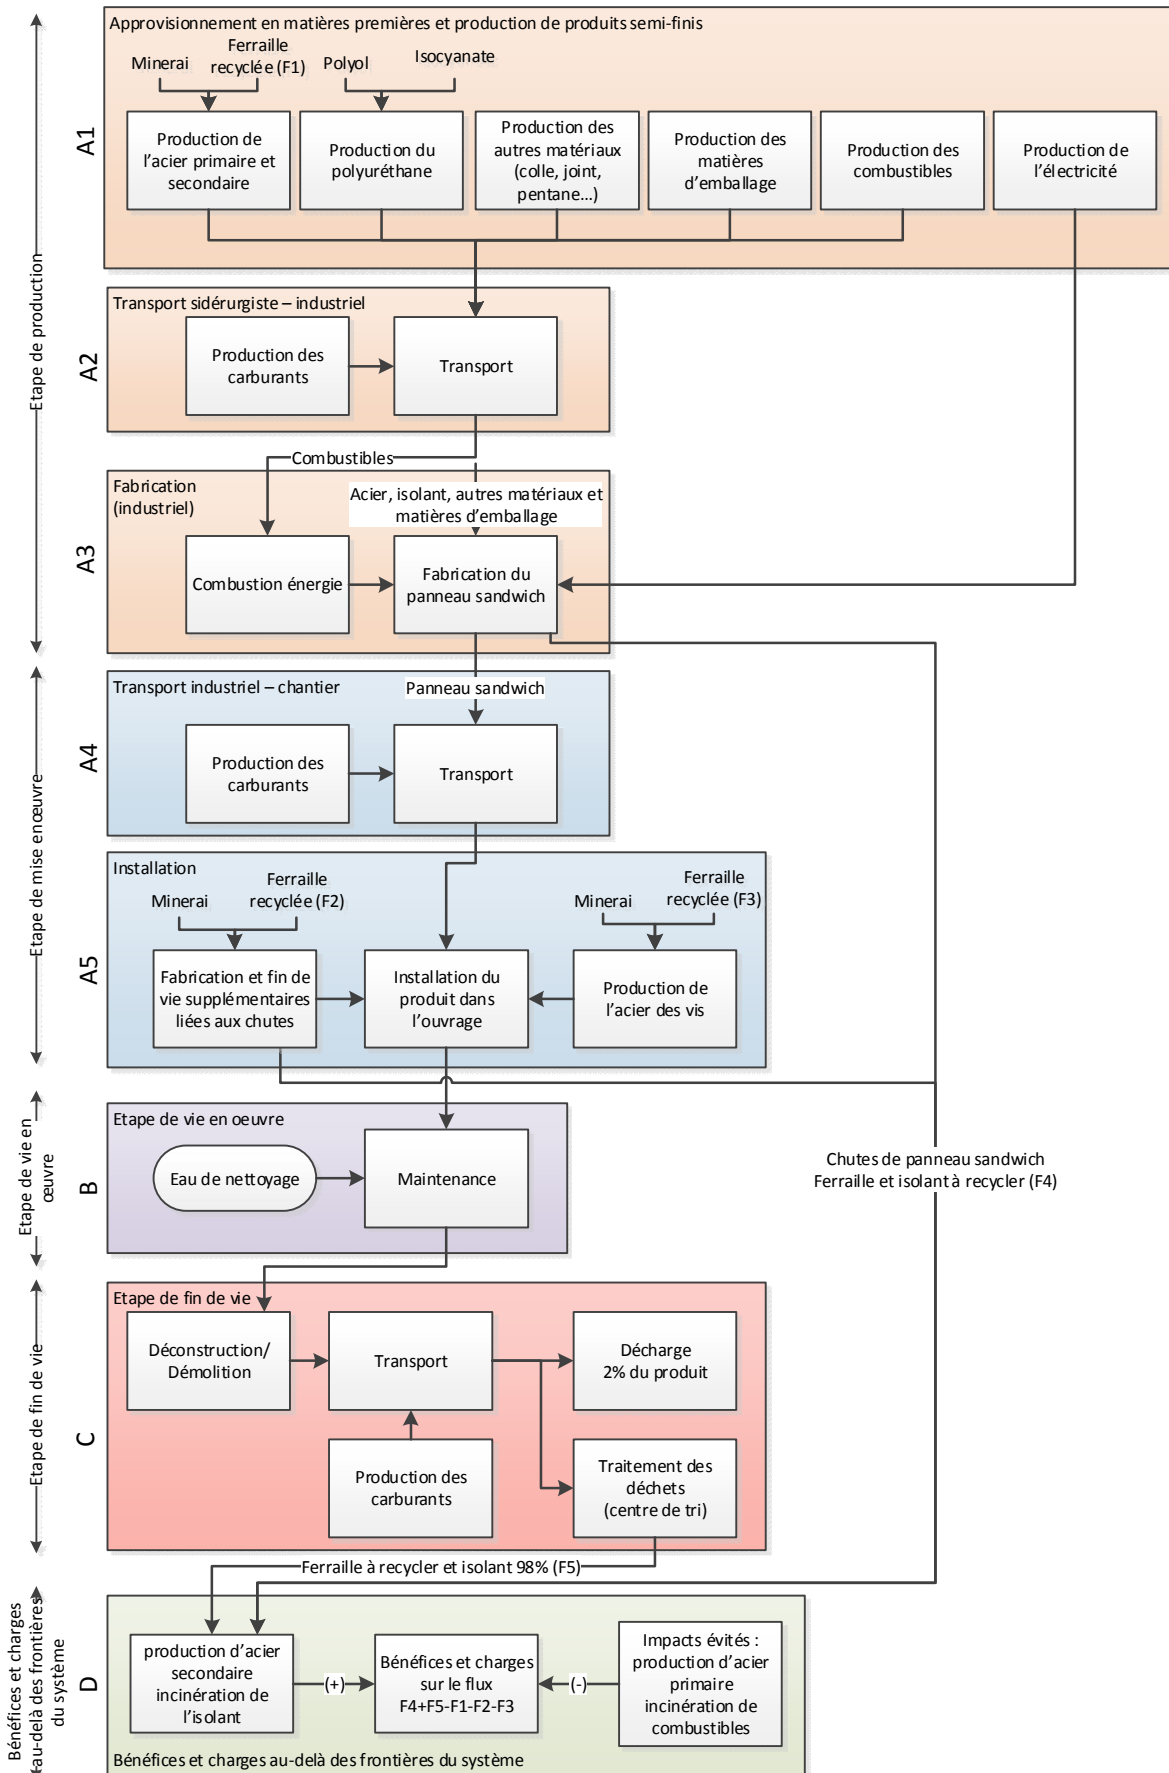 Approvisionnement en matières premières et production de produits semi-finis
Minerai
Ferraille
recyclée (F1)
Polyol
Isocyanate
A1
Production de
l'acier primaire et
secondaire
Production du
polyuréthane
Production des
autres matériaux
(colle, joint,
pentane...)
Production des
matières
d'emballage
Production des
combustibles
Production de
l'électricité
Etape de production
Transport sidérurgiste – industriel
A2
Production des
carburants
Transport
Combustibles
Fabrication
(industriel)
Acier, isolant, autres matériaux et
matières d'emballage
A3
Combustion énergie
Fabrication du
panneau sandwich
Transport industriel – chantier
Panneau sandwich
A4
Production des
carburants
Transport
Etape de mise en œuvre
Installation
Minerai
Ferraille
recyclée (F2)
Minerai
Ferraille
recyclée (F3)
A5
Fabrication et fin de
vie supplémentaires
liées aux chutes
Installation du
produit dans
l'ouvrage
Production de
l'acier des vis
Etape de vie en oeuvre
Etape de vie en
œuvre
B
Eau de nettoyage
Maintenance
Chutes de panneau sandwich
Ferraille et isolant à recycler (F4)
Etape de fin de vie
Etape de fin de vie
C
Déconstruction/
Démolition
Transport
Décharge
2% du produit
Production des
carburants
Traitement des
déchets
(centre de tri)
Ferraille à recycler et isolant 98% (F5)
Bénéfices et charges
au-delà des frontières
du système
D
production d'acier
secondaire
incinération de
l'isolant
(+)
Bénéfices et charges
sur le flux
F4+F5-F1-F2-F3
(-)
Impacts évités :
production d'acier
primaire
incinération de
combustibles
Bénéfices et charges au-delà des frontières du système